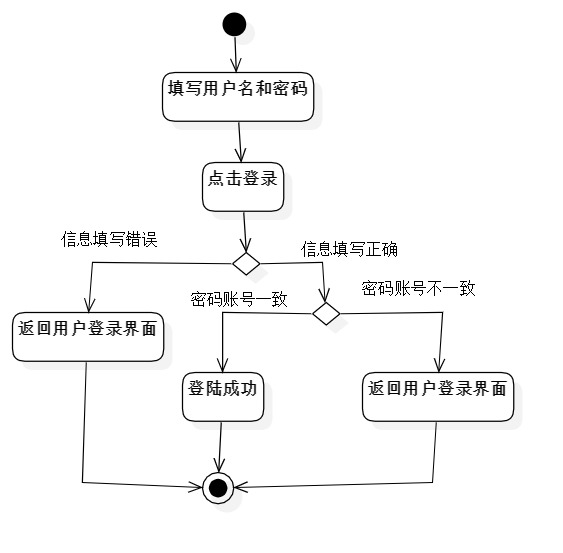 填写用户名和密码
点击登录
信息填写错误
信息填写正确
密码账号一致
密码账号不一致
返回用户登录界面
登陆成功
返回用户登录界面